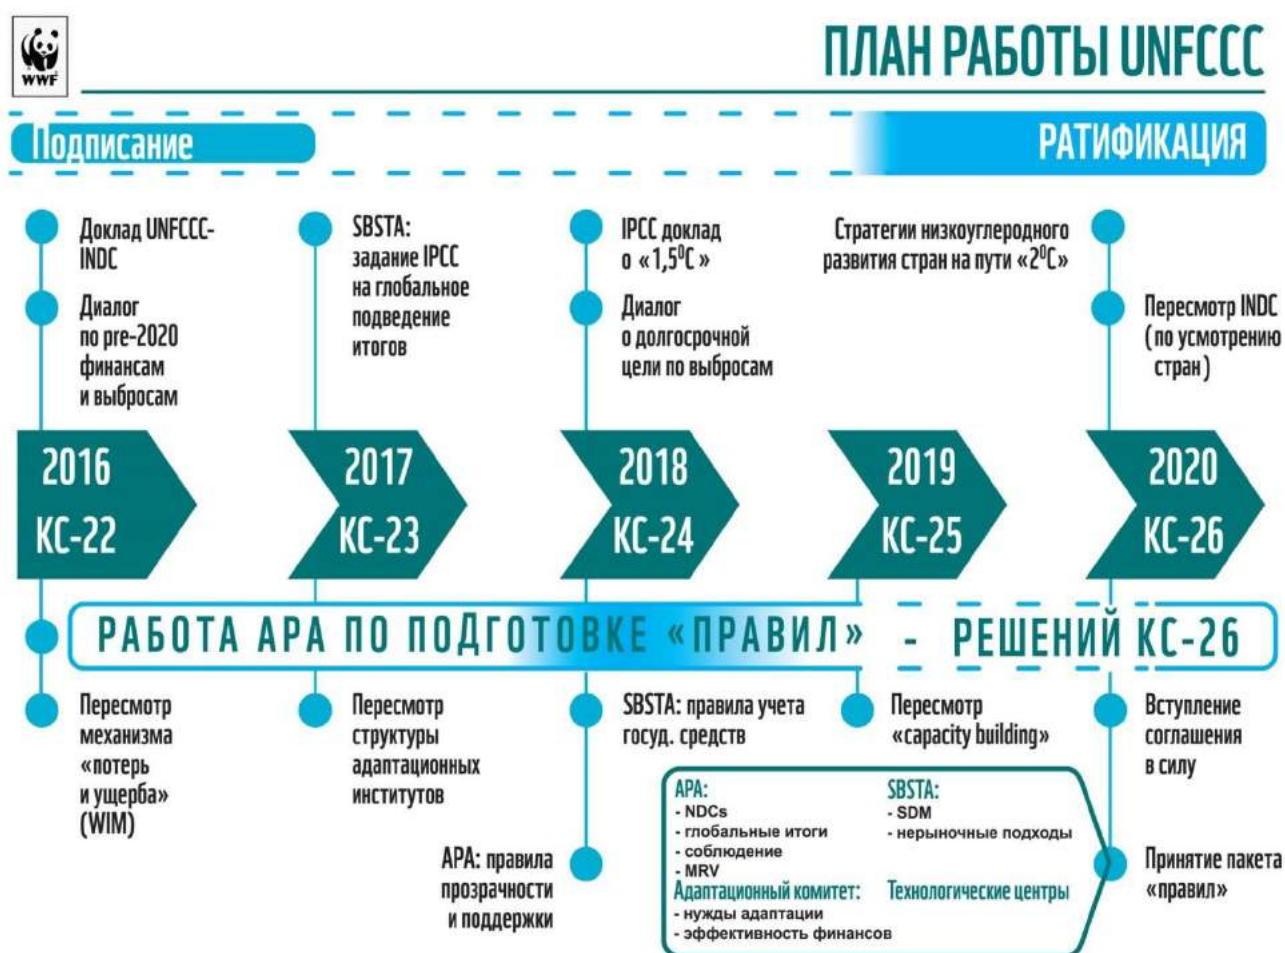 WWF
ПЛАН РАБОТЫ UNFCCC
Подписание
РАТИФИКАЦИЯ
Доклад UNFCCC-
INDC
Диалог
по pre-2020
финансам
и выбросам
SBSTA:
задание IPCC
на глобальное
подведение
итогов
IPCC доклад
о «1,5⁰C»
Диалог
о долгосрочной
цели по выбросам
Стратегии низкоуглеродного
развития стран на пути «2⁰C»
Пересмотр INDC
(по усмотрению
стран)
2016
КС-22
2017
КС-23
2018
КС-24
2019
КС-25
2020
КС-26
РАБОТА АРА ПО ПОДГОТОВКЕ «ПРАВИЛ» - РЕШЕНИЙ КС-26
Пересмотр
механизма
«потерь
и ущерба»
(WIM)
Пересмотр
структуры
адаптационных
институтов
SBSTA: правила учета
госуд. средств
АРА: правила
прозрачности
и поддержки
Пересмотр
«capacity building»
Вступление
соглашения
в силу
Принятие пакета
«правил»
АРА:
- NDCs
- глобальные итоги
- соблюдение
- MRV
Адаптационный комитет:
- нужды адаптации
- эффективность финансов
SBSTA:
- SDM
- нерыночные подходы
Технологические центры